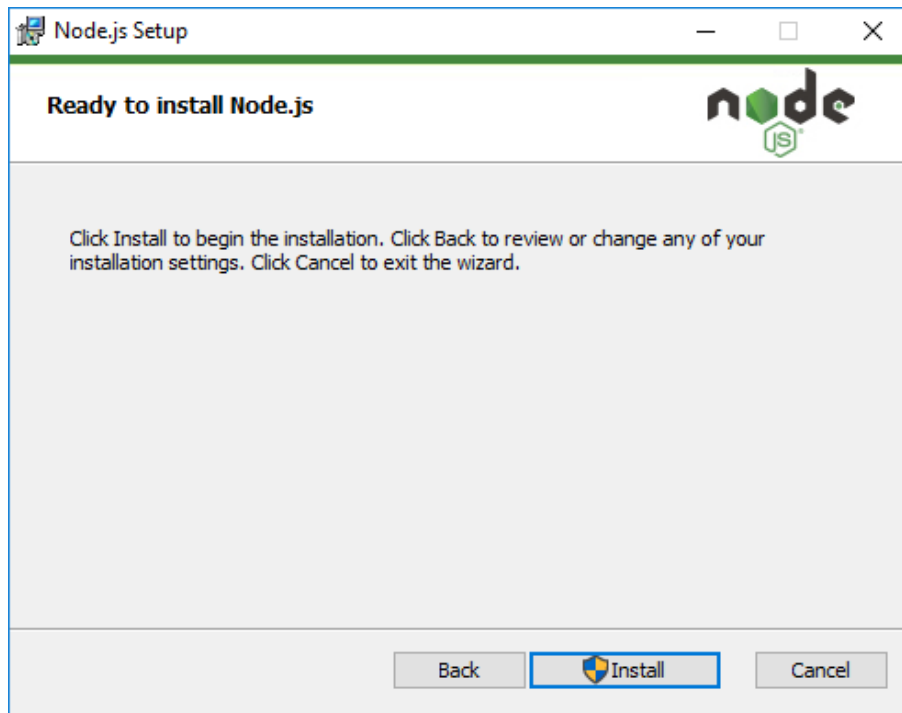 Node.js Setup
Ready to install Node.js
node
JS
Click Install to begin the installation. Click Back to review or change any of your
installation settings. Click Cancel to exit the wizard.
Back
Install
Cancel